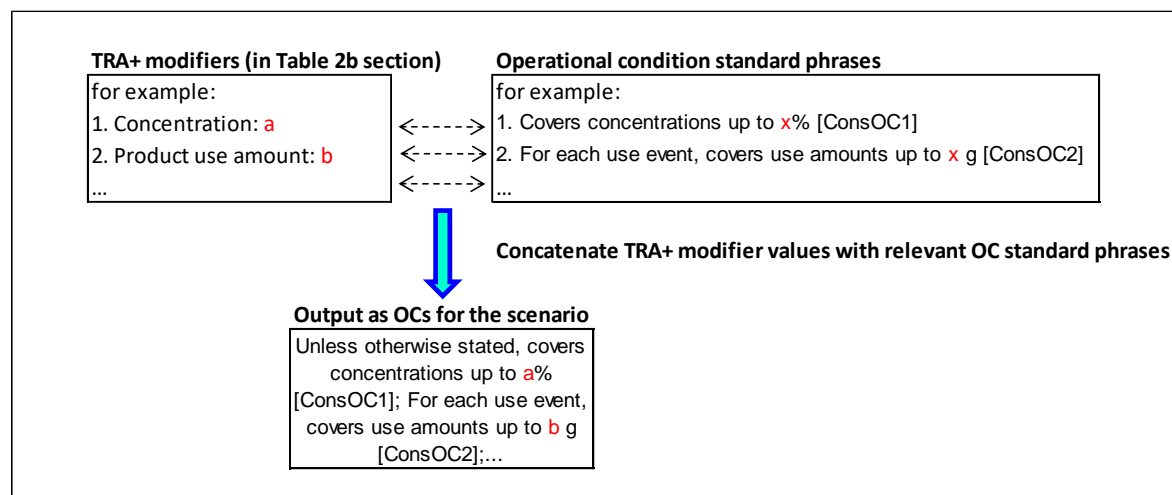 TRA+ modifiers (in Table 2b section)
for example:
1. Concentration: a
2. Product use amount: b
...
Operational condition standard phrases
for example:
1. Covers concentrations up to x% [ConsOC1]
2. For each use event, covers use amounts up to x g [ConsOC2]
...
Concatenate TRA+ modifier values with relevant OC standard phrases
Output as OCs for the scenario
Unless otherwise stated, covers
concentrations up to a%
[ConsOC1]; For each use event,
covers use amounts up to b g
[ConsOC2];...